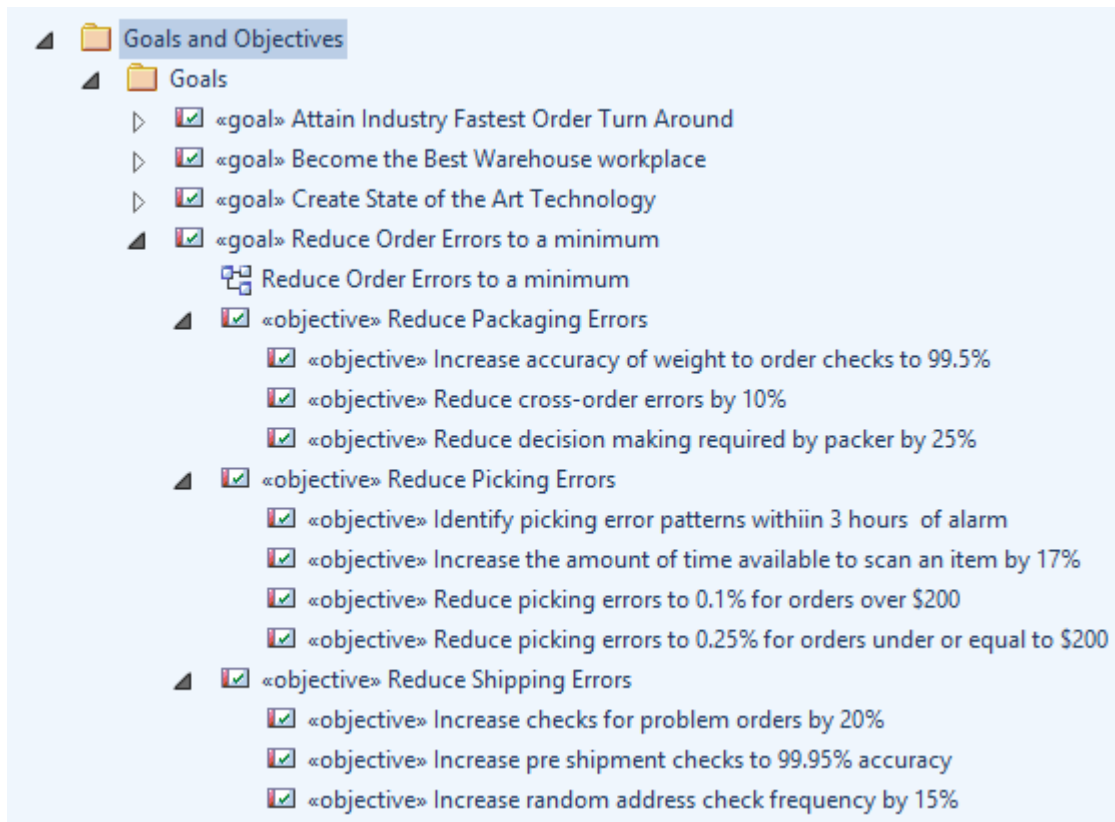 Goals and Objectives
Goals
«goal» Attain Industry Fastest Order Turn Around
«goal» Become the Best Warehouse workplace
«goal» Create State of the Art Technology
«goal» Reduce Order Errors to a minimum
Reduce Order Errors to a minimum
«objective» Reduce Packaging Errors
«objective» Increase accuracy of weight to order checks to 99.5%
«objective» Reduce cross-order errors by 10%
«objective» Reduce decision making required by packer by 25%
«objective» Reduce Picking Errors
«objective» Identify picking error patterns withiin 3 hours  of alarm
«objective» Increase the amount of time available to scan an item by 17%
«objective» Reduce picking errors to 0.1% for orders over $200
«objective» Reduce picking errors to 0.25% for orders under or equal to $200
«objective» Reduce Shipping Errors
«objective» Increase checks for problem orders by 20%
«objective» Increase pre shipment checks to 99.95% accuracy
«objective» Increase random address check frequency by 15%